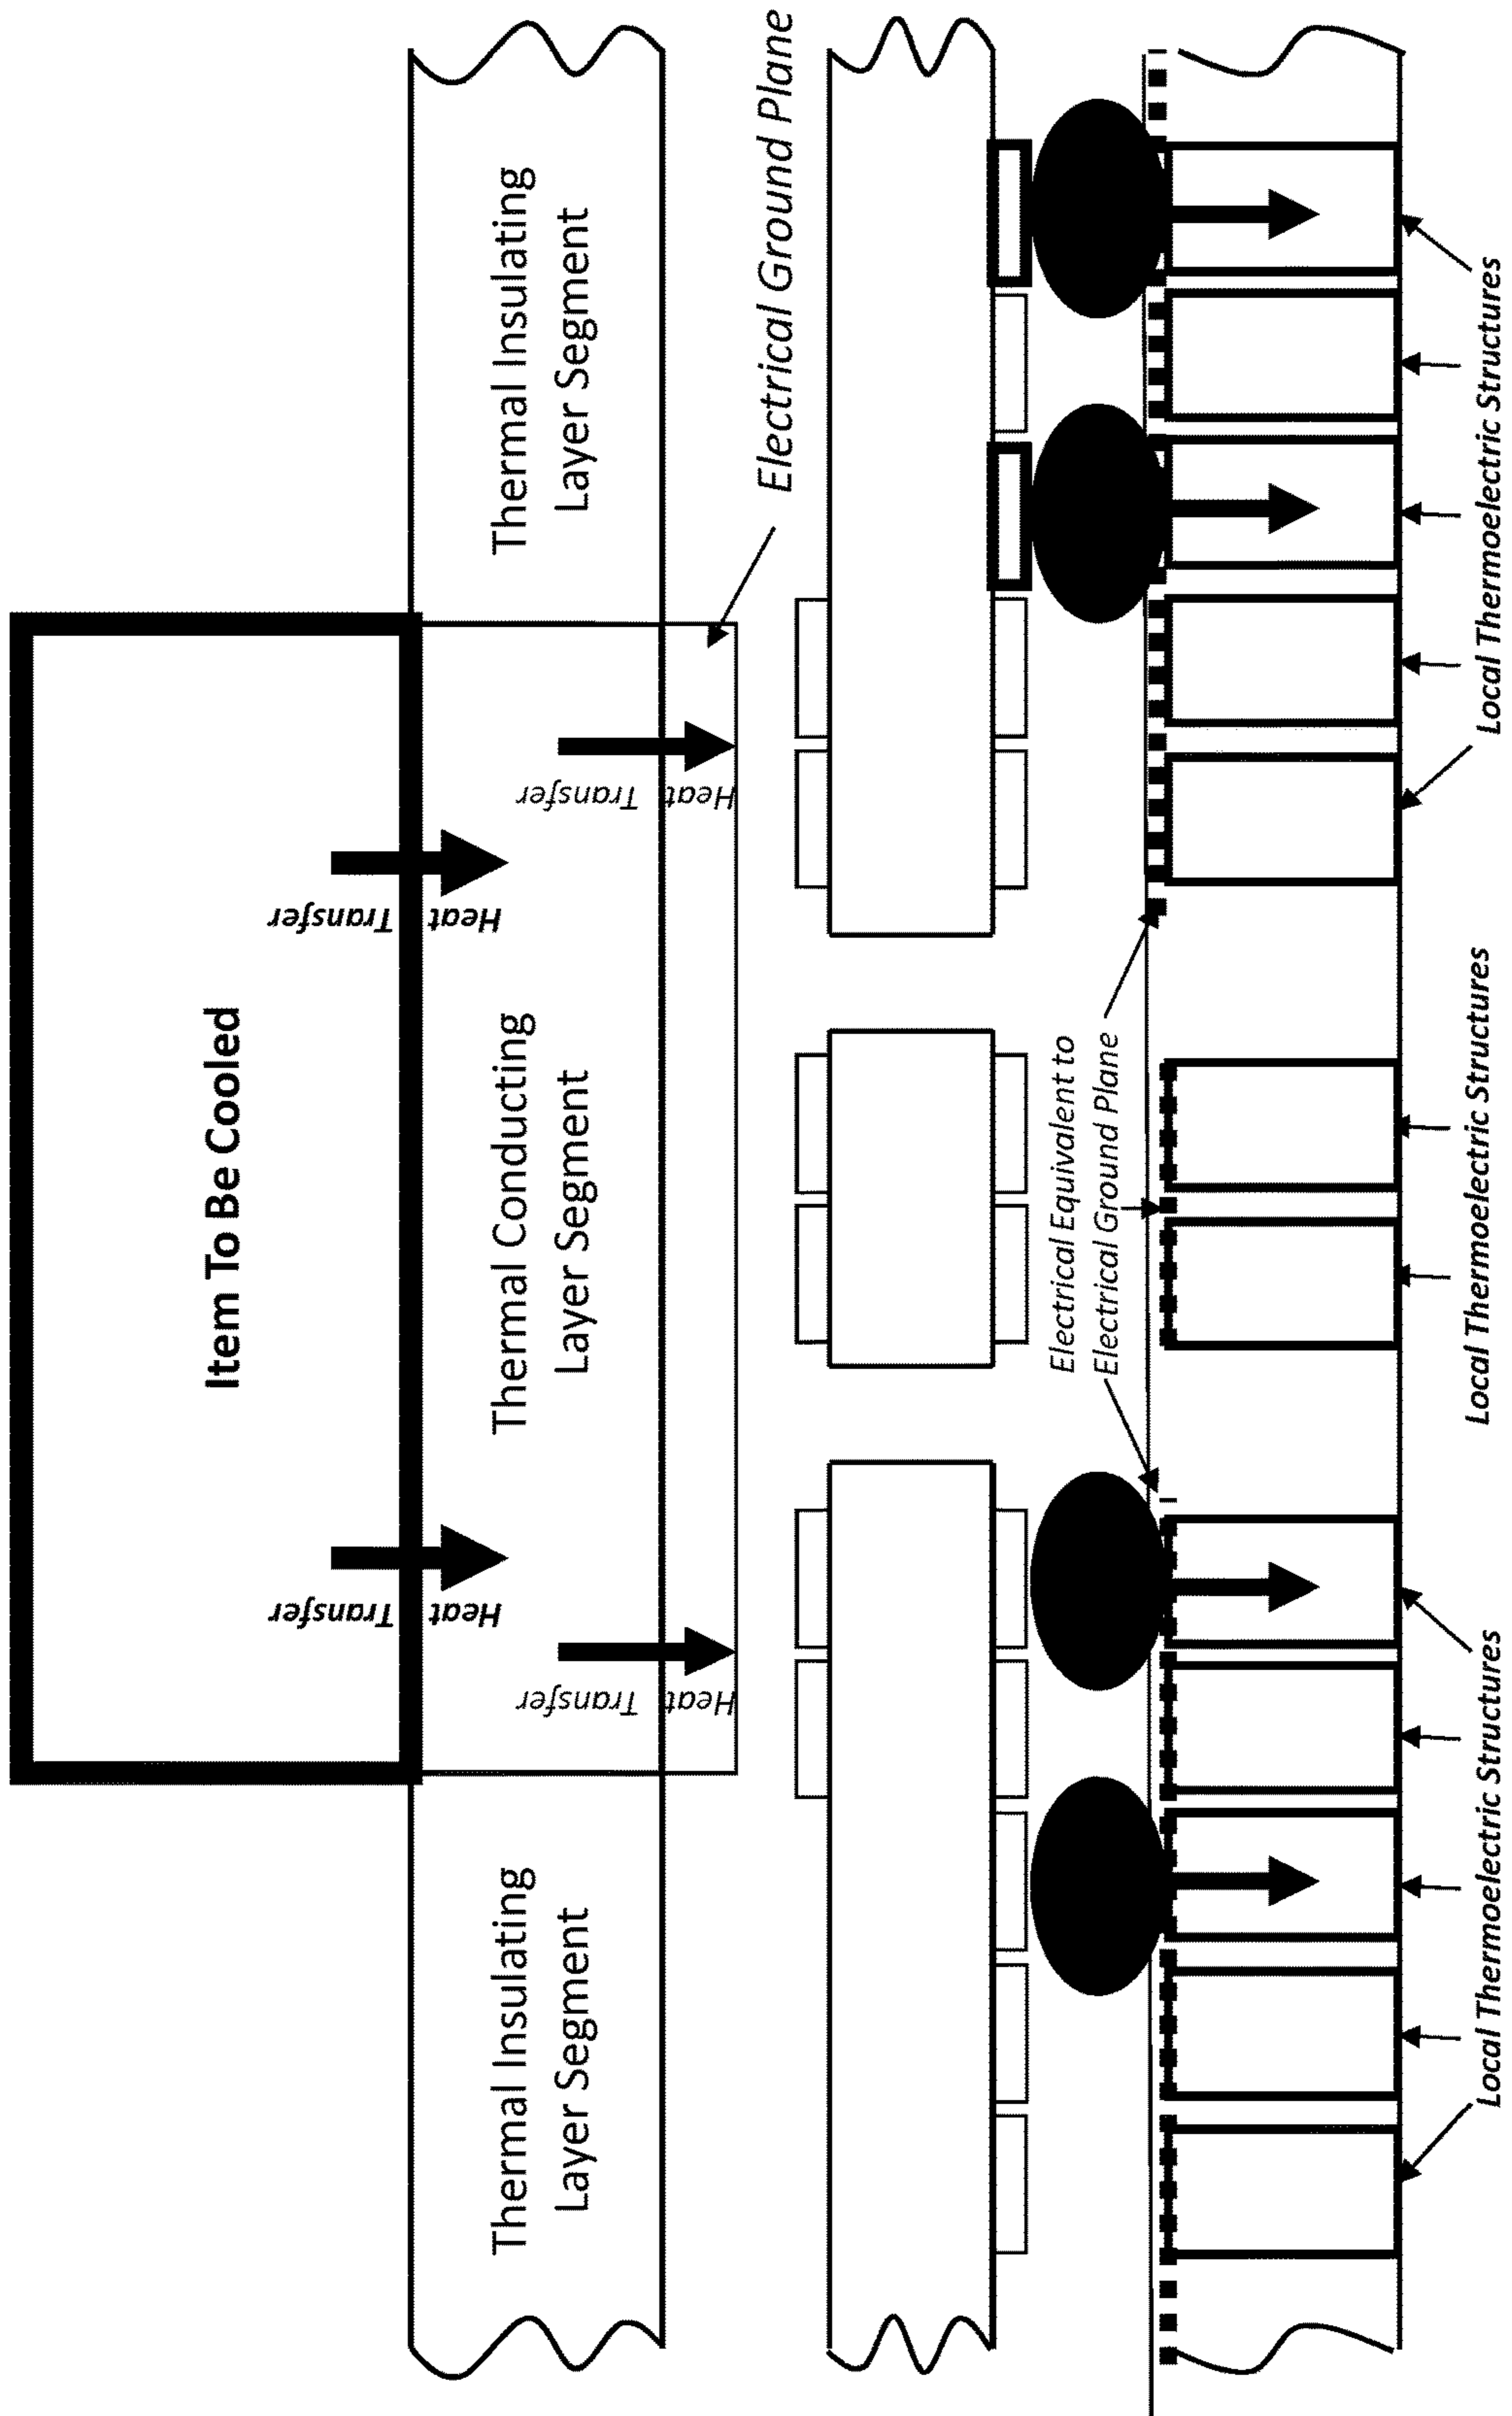 Item To Be Cooled
Heat
Transfer
Heat
Transfer
Thermal Insulating
Layer Segment
Thermal Conducting
Layer Segment
Thermal Insulating
Layer Segment
Heat
Transfer
Heat
Transfer
Electrical Ground Plane
Electrical Equivalent to
Electrical Ground Plane
Local Thermoelectric Structures
Local Thermoelectric Structures
Local Thermoelectric Structures